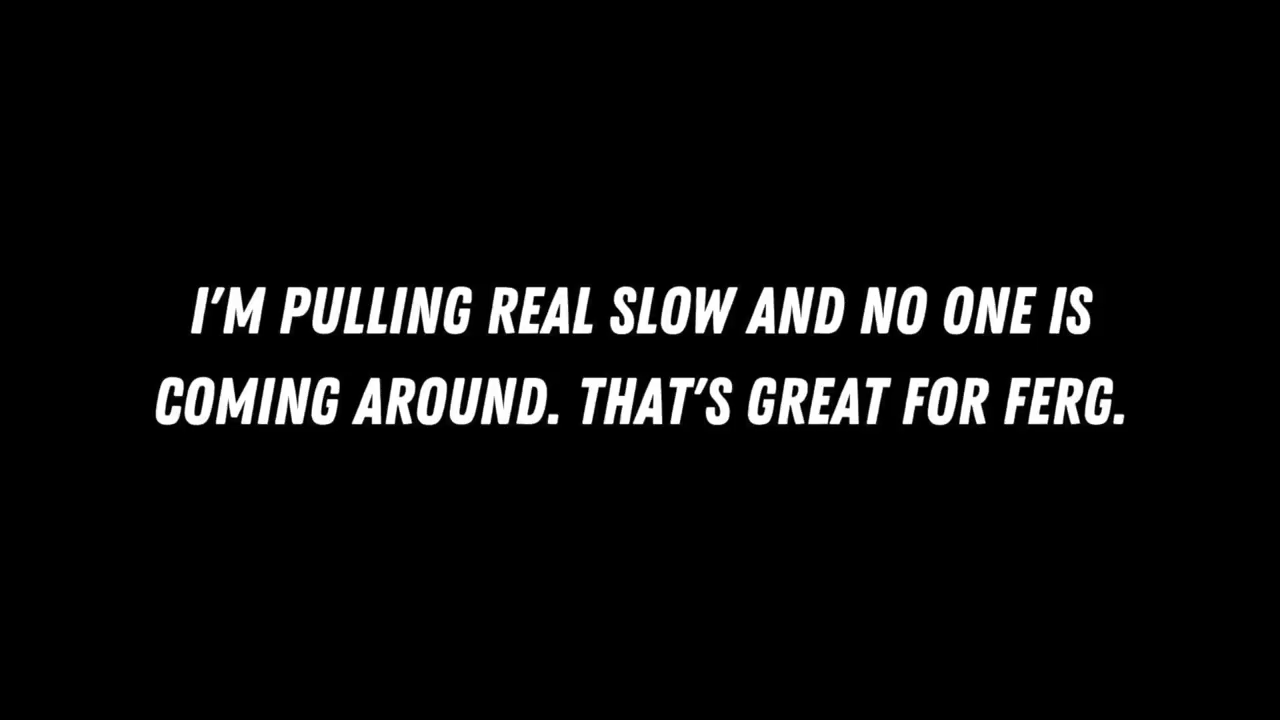 I'M PULLING REAL SLOW AND NO ONE IS
COMING AROUND. THAT'S GREAT FOR FERG.